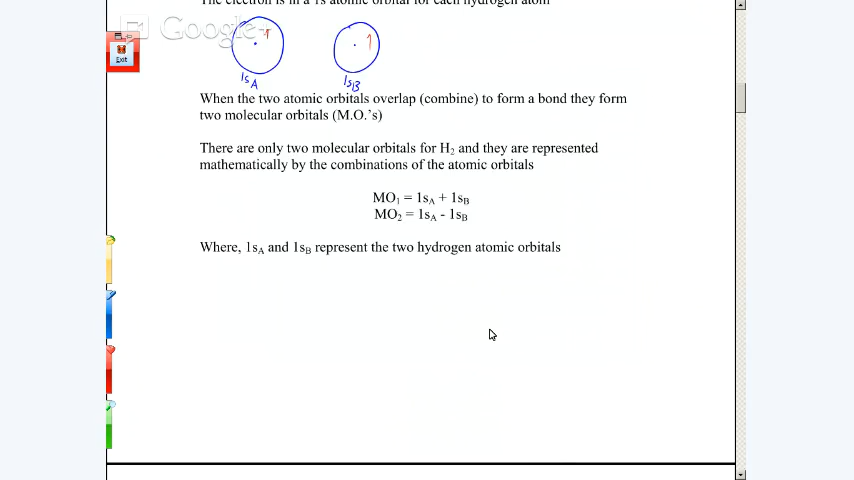 The electron is in a 1s atomic orbital for each hydrogen atom
Google+
Exit
1sA 1sB
When the two atomic orbitals overlap (combine) to form a bond they form
two molecular orbitals (M.O.'s)
There are only two molecular orbitals for H₂ and they are represented
mathematically by the combinations of the atomic orbitals
MO₁ = 1sA + 1sB
MO₂ = 1sA - 1sB
Where, 1sA and 1sB represent the two hydrogen atomic orbitals